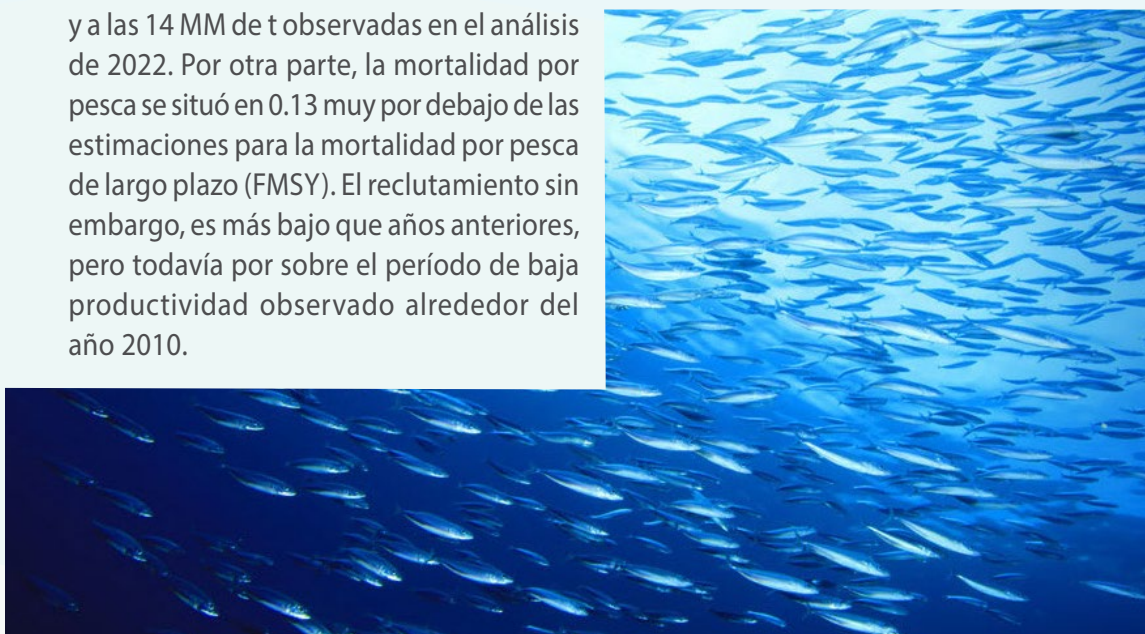 y a las 14 MM de t observadas en el análisis
de 2022. Por otra parte, la mortalidad por
pesca se situó en 0.13 muy por debajo de las
estimaciones para la mortalidad por pesca
de largo plazo (FMSY). El reclutamiento sin
embargo, es más bajo que años anteriores,
pero todavía por sobre el período de baja
productividad observado alrededor del
año 2010.